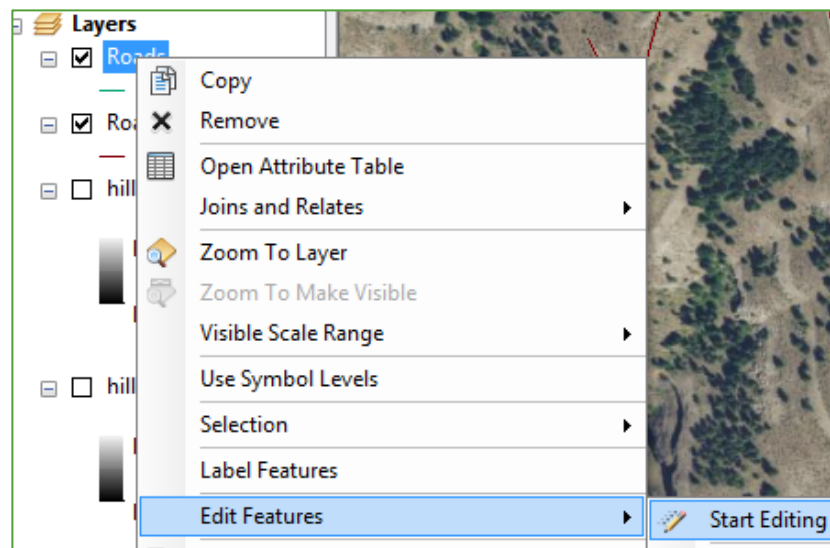 Layers
Roads
Copy
Remove
Open Attribute Table
Joins and Relates
hill
Zoom To Layer
Zoom To Make Visible
Visible Scale Range
Use Symbol Levels
hill
Selection
Label Features
Edit Features
Start Editing